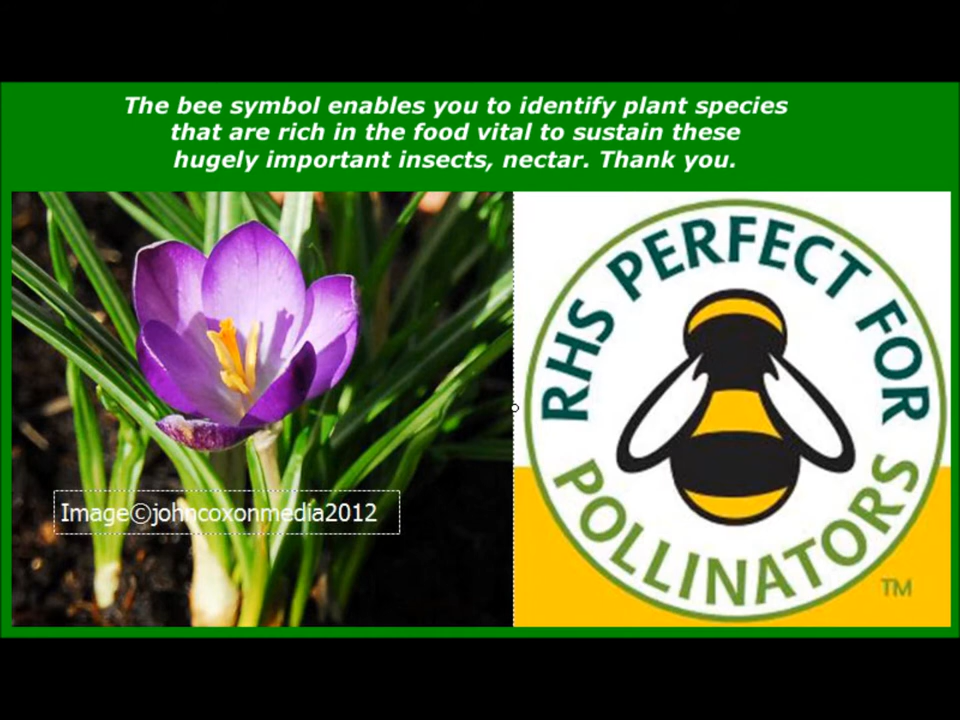 The bee symbol enables you to identify plant species
that are rich in the food vital to sustain these
hugely important insects, nectar. Thank you.
RHS PERFECT FOR
POLLINATORS
TM
Image©johncoxonmedia2012